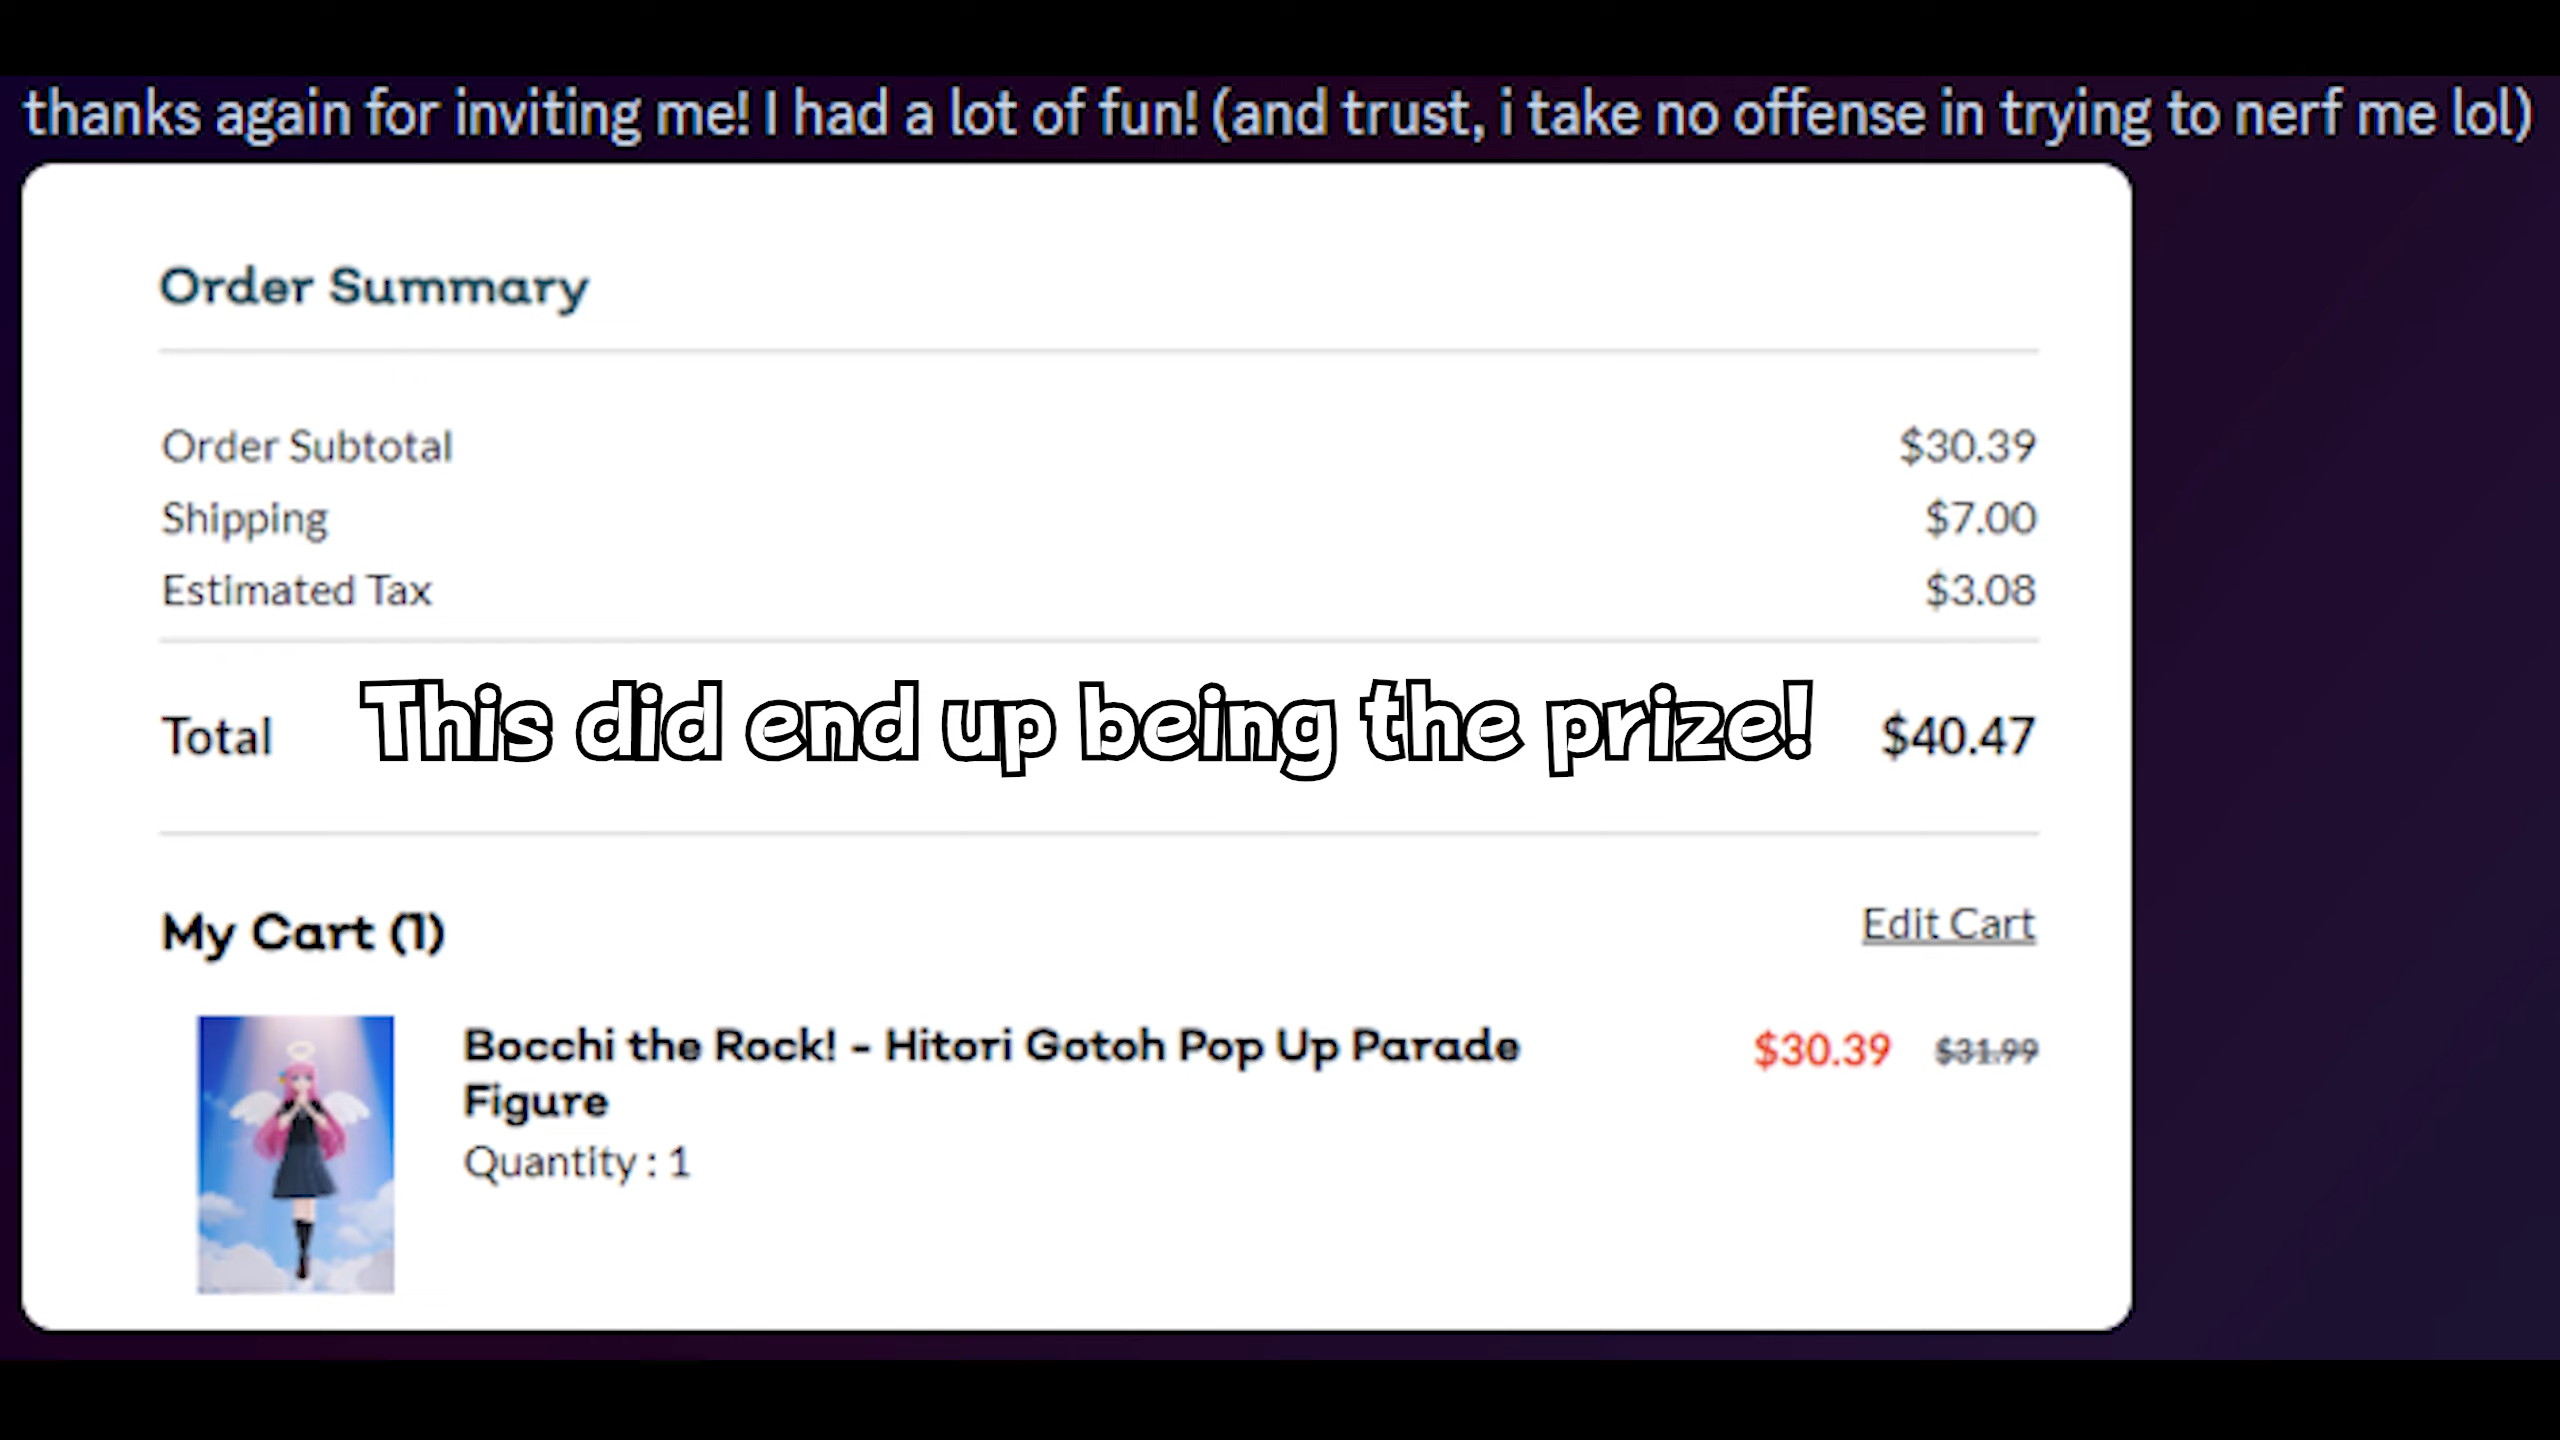 thanks again for inviting me! I had a lot of fun! (and trust, i take no offense in trying to nerf me lol)
Order Summary
Order Subtotal $30.39
Shipping $7.00
Estimated Tax $3.08
Total This did end up being the prize! $40.47
My Cart (1) Edit Cart
Bocchi the Rock! - Hitori Gotoh Pop Up Parade $30.39 $31.99
Figure
Quantity : 1